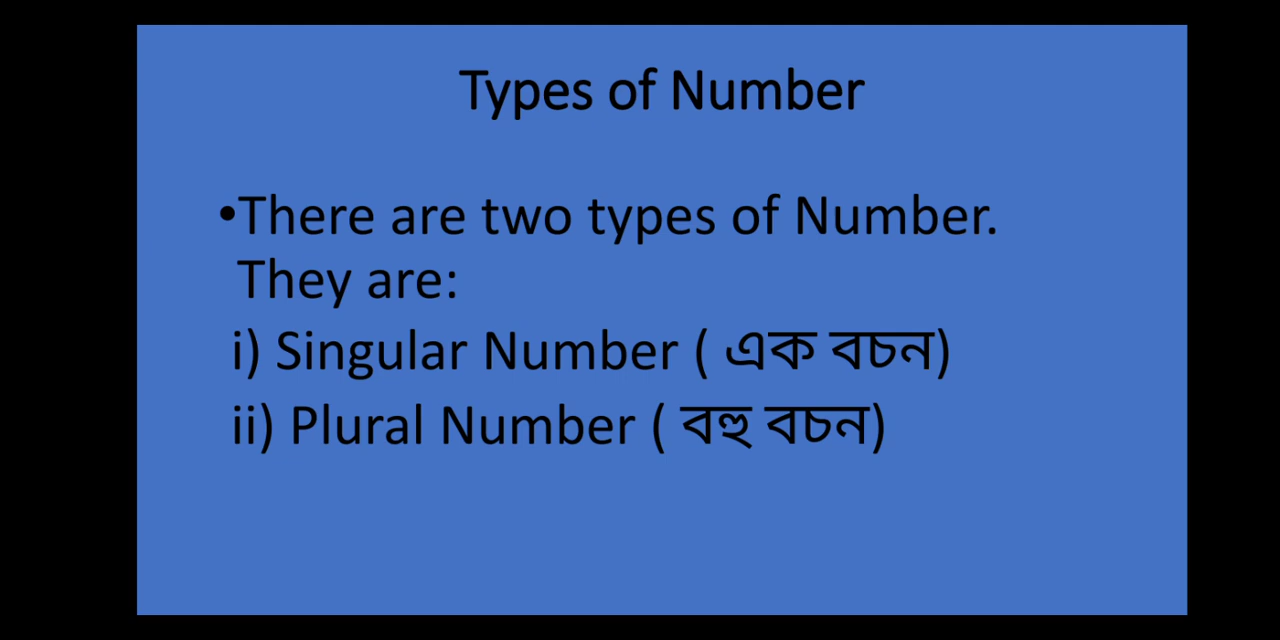 Types of Number
•There are two types of Number.
They are:
i) Singular Number ( এক বচন)
ii) Plural Number ( বহু বচন)